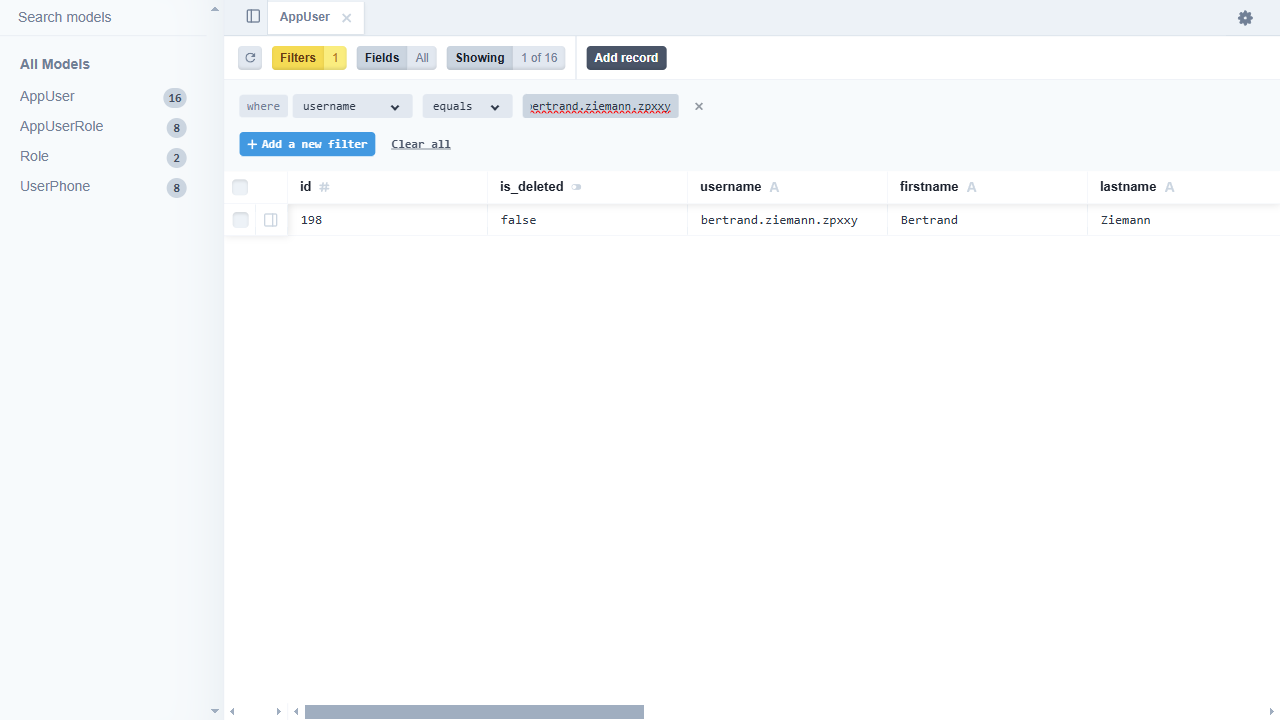 Search models
All Models
AppUser 16
AppUserRole 8
Role 2
UserPhone 8
AppUser
Filters 1 Fields All Showing 1 of 16 Add record
where username equals bertrand.ziemann.zpxxy
+ Add a new filter Clear all
id # is_deleted username A firstname A lastname A
198 false bertrand.ziemann.zpxxy Bertrand Ziemann